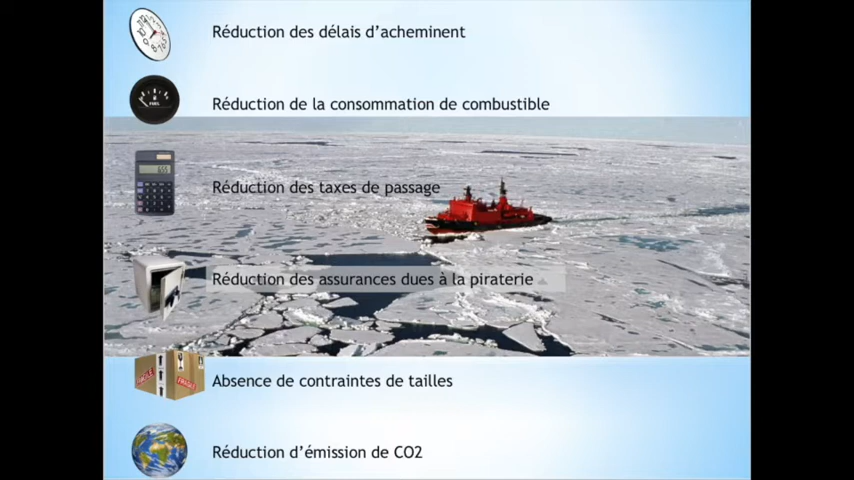 Réduction des délais d'acheminent
Réduction de la consommation de combustible
Réduction des taxes de passage
Réduction des assurances dues à la piraterie
Absence de contraintes de tailles
Réduction d'émission de CO2